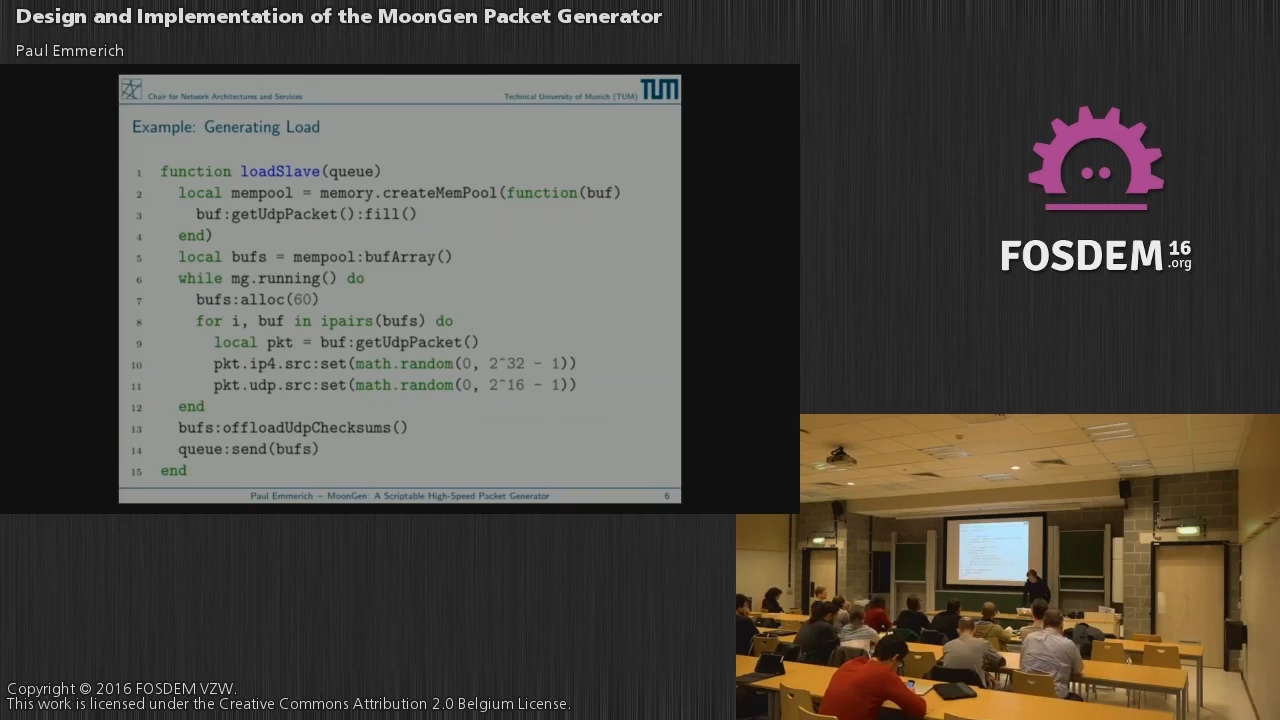 Design and Implementation of the MoonGen Packet Generator
Paul Emmerich
Chair for Network Architectures and Services
Technical University of Munich (TUM)
TUM
Example: Generating Load
1 function loadSlave(queue)
2 local mempool = memory.createMemPool(function(buf)
3 buf:getUdpPacket():fill()
4 end)
5 local bufs = mempool:bufArray()
6 while mg.running() do
7 bufs:alloc(60)
8 for i, buf in ipairs(bufs) do
9 local pkt = buf:getUdpPacket()
10 pkt.ip4.src:set(math.random(0, 2^32 - 1))
11 pkt.udp.src:set(math.random(0, 2^16 - 1))
12 end
13 bufs:offloadUdpChecksums()
14 queue:send(bufs)
15 end
Paul Emmerich – MoonGen: A Scriptable High-Speed Packet Generator 6
FOSDEM 16 .org
Copyright © 2016 FOSDEM VZW.
This work is licensed under the Creative Commons Attribution 2.0 Belgium License.